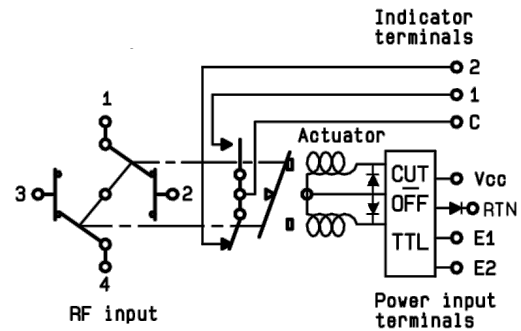 Indicator
terminals
2
1
C
Actuator
1
3
2
4
CUT
OFF
TTL
Vcc
RTN
E1
E2
RF input
Power input
terminals